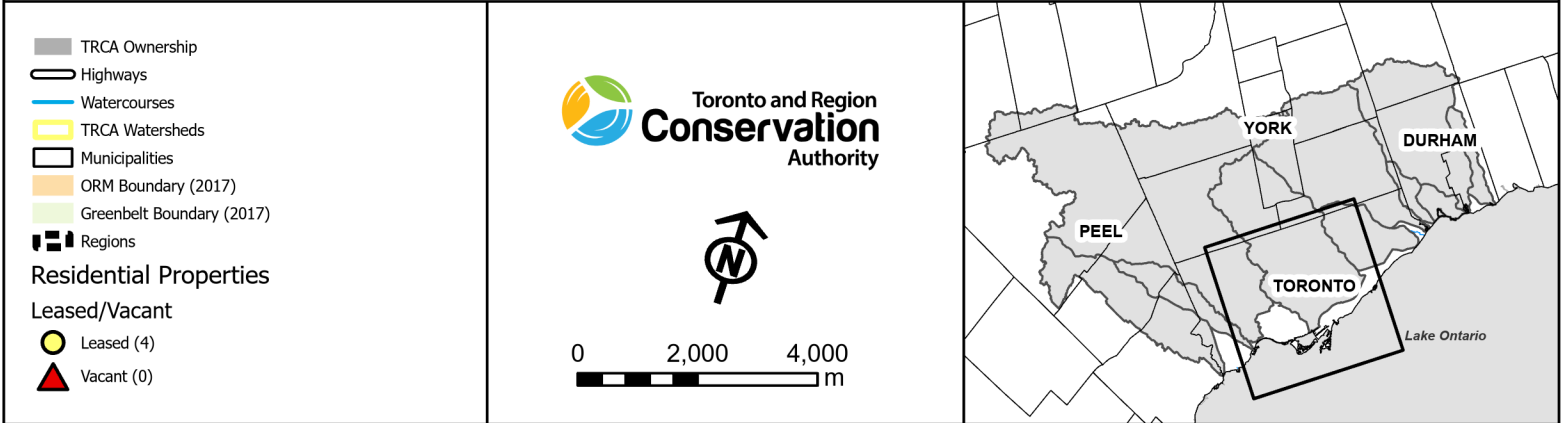 TRCA Ownership
Highways
Watercourses
TRCA Watersheds
Municipalities
ORM Boundary (2017)
Greenbelt Boundary (2017)
Regions
Residential Properties
Leased/Vacant
Leased (4)
Vacant (0)
Toronto and Region
Conservation
Authority
N
0 2,000 4,000
m
YORK
DURHAM
PEEL
TORONTO
Lake Ontario